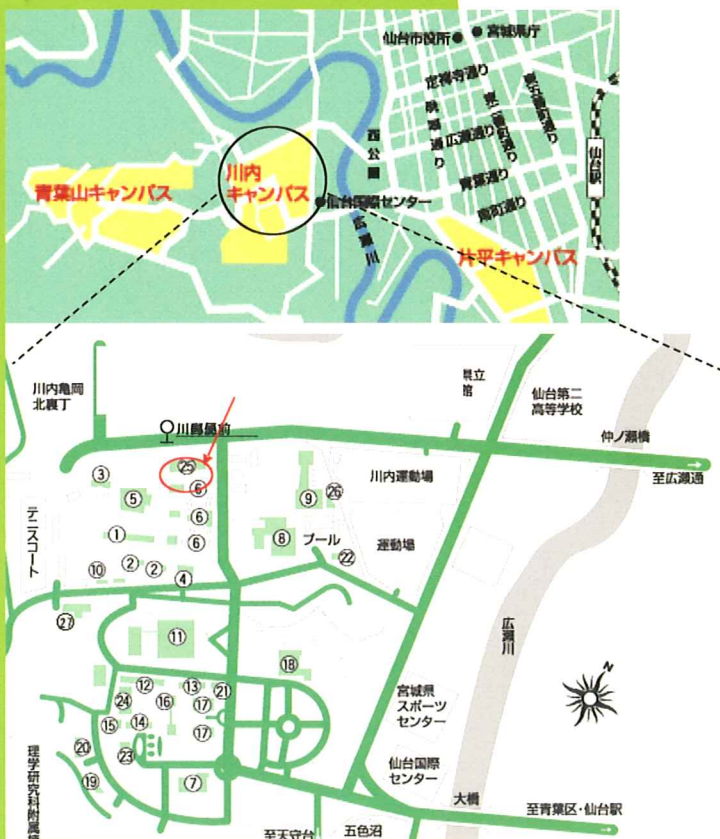 仙台市役所
宮城県庁
定禅寺通り
晩翠通り
東二番町通り
東五番町通り
西公園
広瀬通り
川内
キャンパス
仙台駅
青葉通り
青葉山キャンパス
仙台国際センター
南町通り
広瀬川
片平キャンパス
川内亀岡
北裏丁
県立
館
仙台第二
高等学校
仲ノ瀬橋
至広瀬通
㉕
③
⑥
川内運動場
⑤
⑨
㉖
⑥
テニスコート
①
⑧
プール
運動場
⑥
②
②
㉒
⑩
④
㉗
⑪
広瀬川
⑱
⑫
⑬
㉑
N
㉔
⑯
⑰
宮城県
スポーツ
センター
⑮
⑭
⑰
⑳
㉓
仙台国際
センター
⑲
⑦
大橋
至青葉区・仙台駅
至天守台
五色沼
理学研究科附属